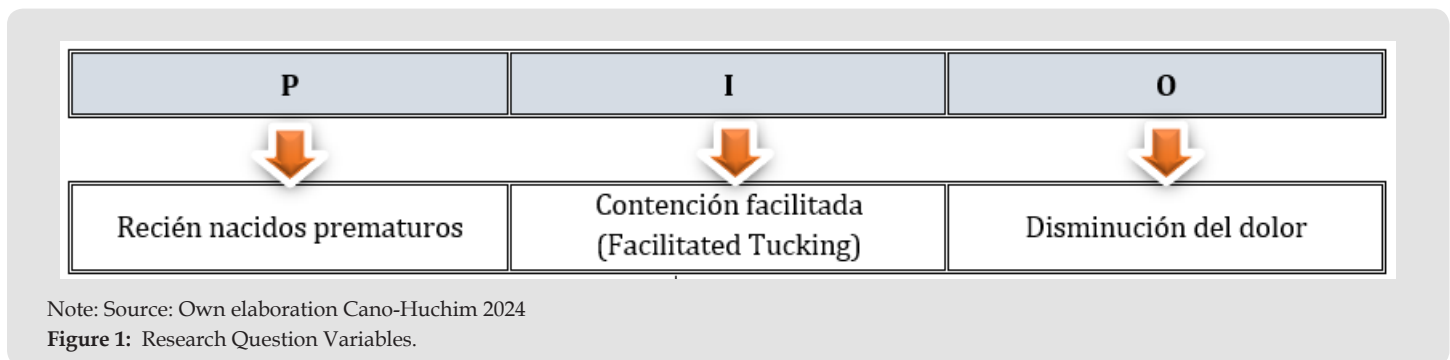 P I O
Recién nacidos prematuros
Contención facilitada
(Facilitated Tucking)
Disminución del dolor
Note: Source: Own elaboration Cano-Huchim 2024
Figure 1: Research Question Variables.